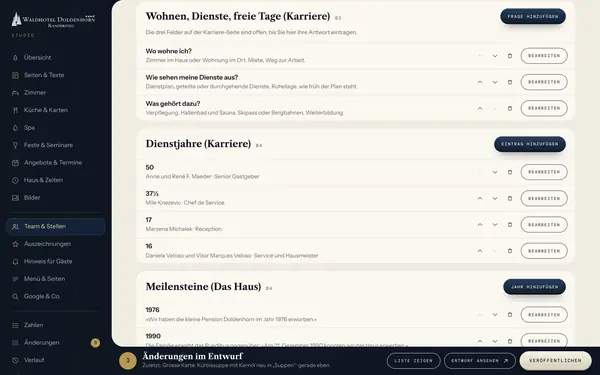 WALDHOTEL DOLDENHORN
KANDERSTEG
STUDIO
Übersicht
Seiten & Texte
Zimmer
Küche & Karten
Spa
Feste & Seminare
Angebote & Termine
Haus & Zeiten
Bilder
Team & Stellen
Auszeichnungen
Hinweis für Gäste
Menü & Seiten
Google & Co.
Zahlen
Änderungen 3
Verlauf
Wohnen, Dienste, freie Tage (Karriere) 03
FRAGE HINZUFÜGEN
Die drei Felder auf der Karriere-Seite sind offen, bis Sie hier Ihre Antwort eintragen.
Wo wohne ich?
Zimmer im Haus oder Wohnung im Ort, Miete, Weg zur Arbeit.
BEARBEITEN
Wie sehen meine Dienste aus?
Dienstplan, geteilte oder durchgehende Dienste, Ruhetage, wie früh der Plan steht.
BEARBEITEN
Was gehört dazu?
Verpflegung, Hallenbad und Sauna, Skipass oder Bergbahnen, Weiterbildung.
BEARBEITEN
Dienstjahre (Karriere) 04
EINTRAG HINZUFÜGEN
50
Anne und René F. Maeder · Senior Gastgeber
BEARBEITEN
37½
Mile Knezevic · Chef de Service
BEARBEITEN
17
Marzena Michalek · Reception
BEARBEITEN
16
Daniela Veloso und Vitor Marques Veloso · Service und Hausmeister
BEARBEITEN
Meilensteine (Das Haus) 04
JAHR HINZUFÜGEN
1976
«Wir haben die kleine Pension Doldenhorn im Jahr 1976 erworben.»
BEARBEITEN
1990
BEARBEITEN
3
Änderungen im Entwurf
Zuletzt: Grosse Karte: Kürbissuppe mit Kernöl neu in „Suppen“ · gerade eben
LISTE ZEIGEN
ENTWURF ANSEHEN
VERÖFFENTLICHEN